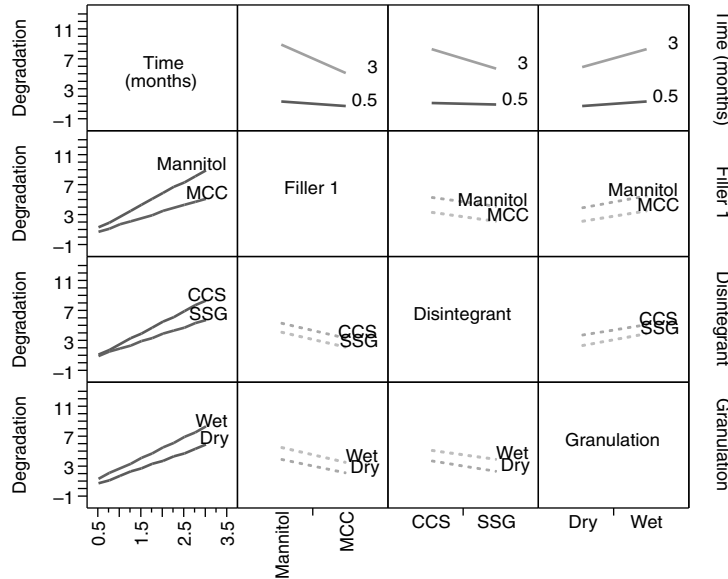 Degradation
11
7
3
−1
Time
(months)
3
0.5
3
0.5
3
0.5
Time (months)
Degradation
11
7
3
−1
Mannitol
MCC
Filler 1
Mannitol
MCC
Mannitol
MCC
Filler 1
Degradation
11
7
3
−1
CCS
SSG
CCS
SSG
Disintegrant
CCS
SSG
Disintegrant
Degradation
11
7
3
−1
Wet
Dry
Wet
Dry
Wet
Dry
Granulation
Granulation
0.5
1.5
2.5
3.5
Mannitol
MCC
CCS
SSG
Dry
Wet